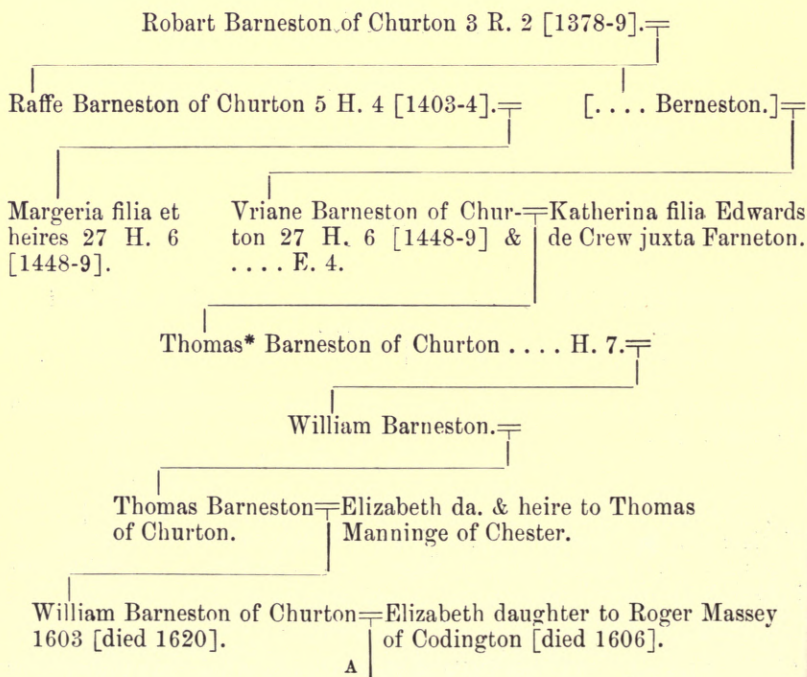 Robart Barneston of Churton 3 R. 2 [1378-9].
Raffe Barneston of Churton 5 H. 4 [1403-4].
[. . . . Berneston.]
Margeria filia et
heires 27 H. 6
[1448-9].
Vriane Barneston of Chur-
ton 27 H. 6 [1448-9] &
. . . . E. 4.
Katherina filia Edwards
de Crew juxta Farneton.
Thomas* Barneston of Churton . . . . H. 7.
William Barneston.
Thomas Barneston
of Churton.
Elizabeth da. & heire to Thomas
Manninge of Chester.
William Barneston of Churton
1603 [died 1620].
Elizabeth daughter to Roger Massey
of Codington [died 1606].
A